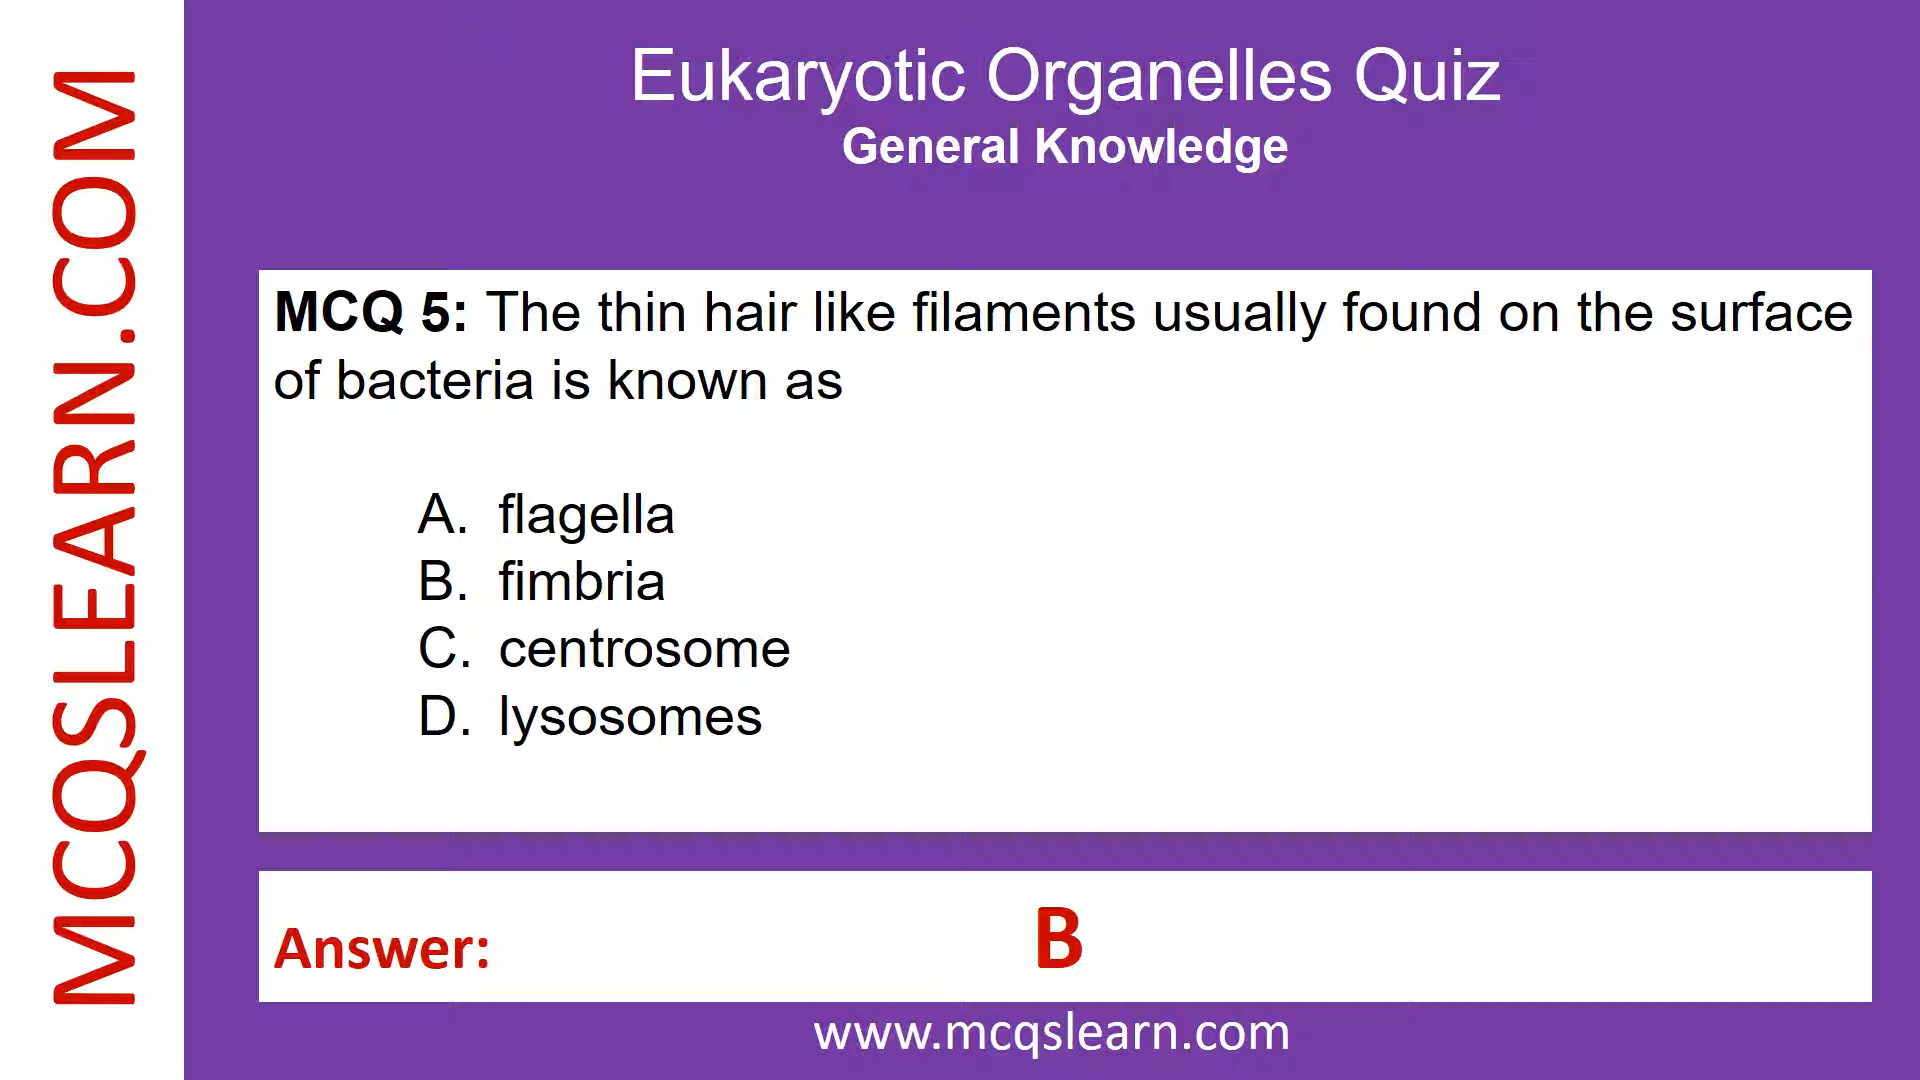 MCQSLEARN.COM
Eukaryotic Organelles Quiz
General Knowledge
MCQ 5: The thin hair like filaments usually found on the surface
of bacteria is known as
A. flagella
B. fimbria
C. centrosome
D. lysosomes
Answer: B
www.mcqslearn.com